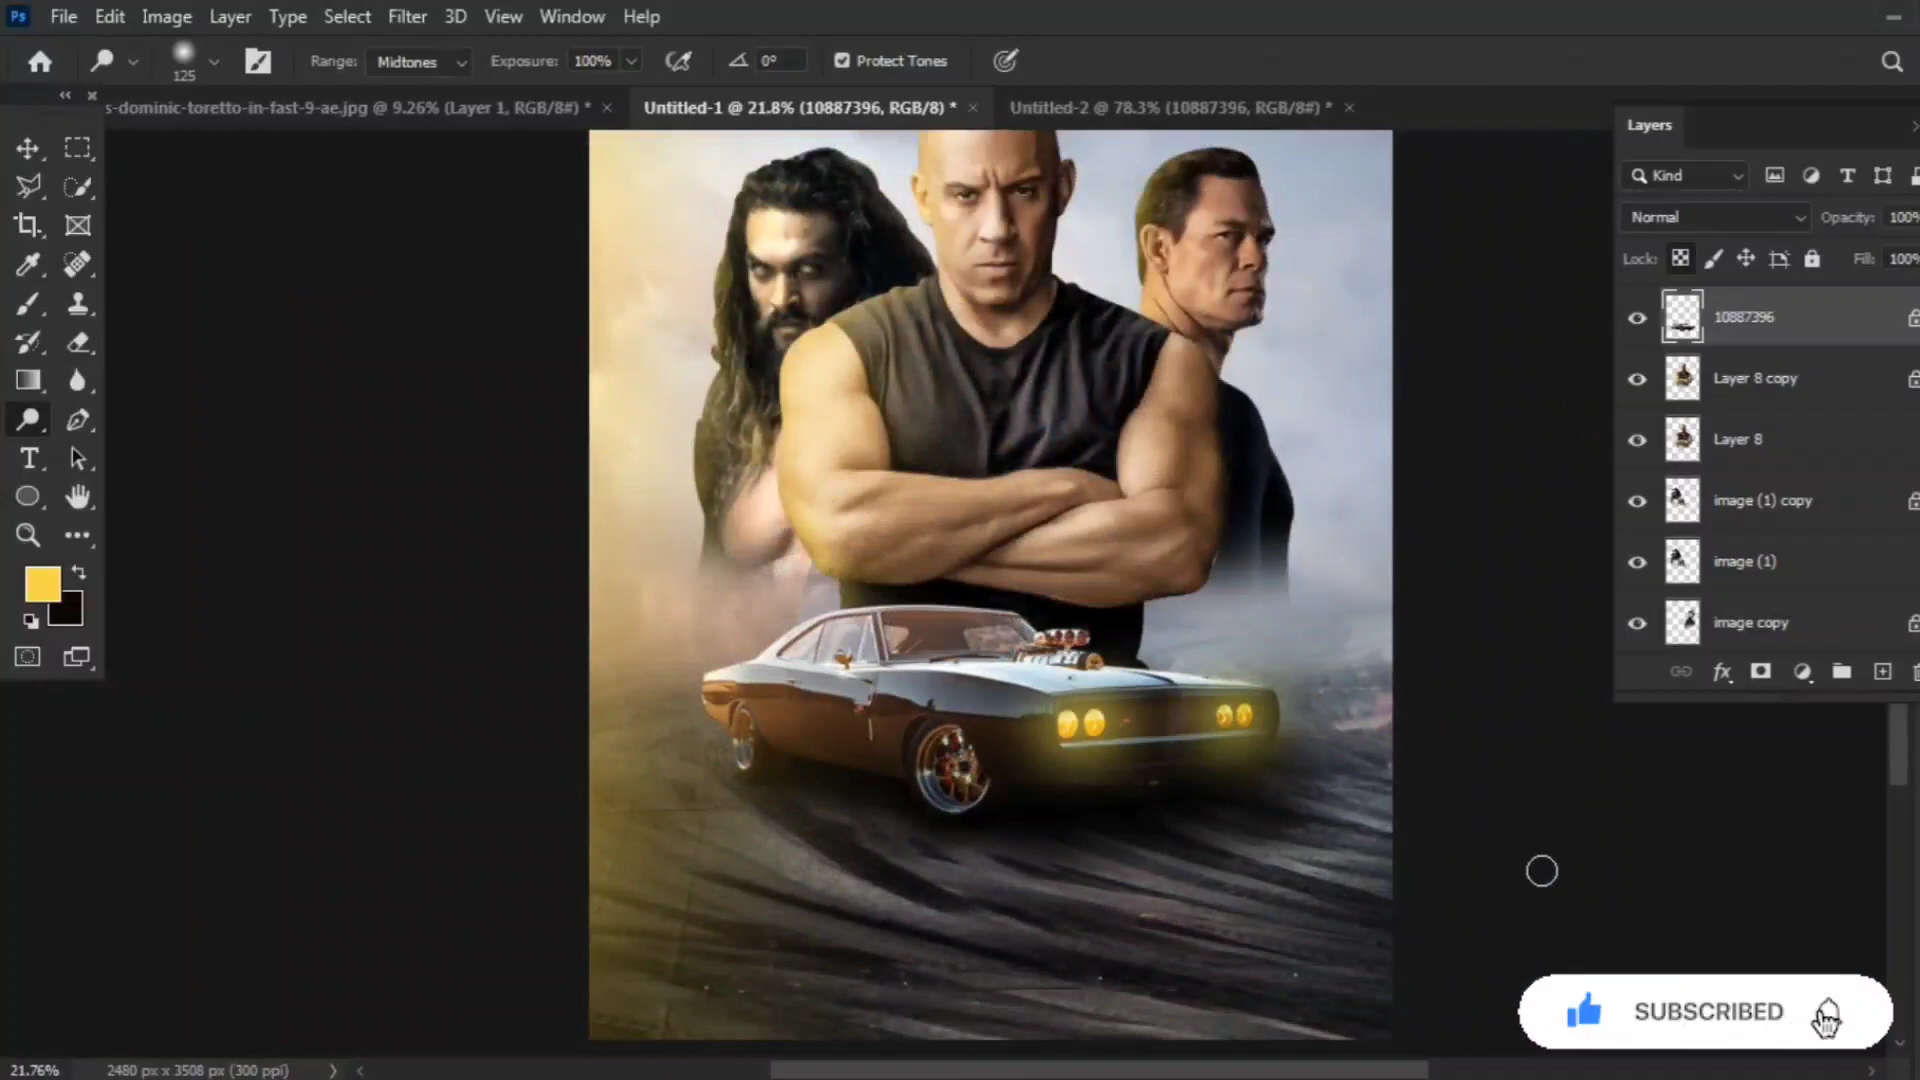 Ps File Edit Image Layer Type Select Filter 3D View Window Help
125 Range: Midtones Exposure: 100% 0° Protect Tones
s-dominic-toretto-in-fast-9-ae.jpg @ 9.26% (Layer 1, RGB/8#) * Untitled-1 @ 21.8% (10887396, RGB/8) * Untitled-2 @ 78.3% (10887396, RGB/8#) *
Layers
Kind
Normal Opacity: 100%
Lock: Fill: 100%
10887396
Layer 8 copy
Layer 8
image (1) copy
image (1)
image copy
fx
SUBSCRIBED
21.76% 2480 px x 3508 px (300 ppi)